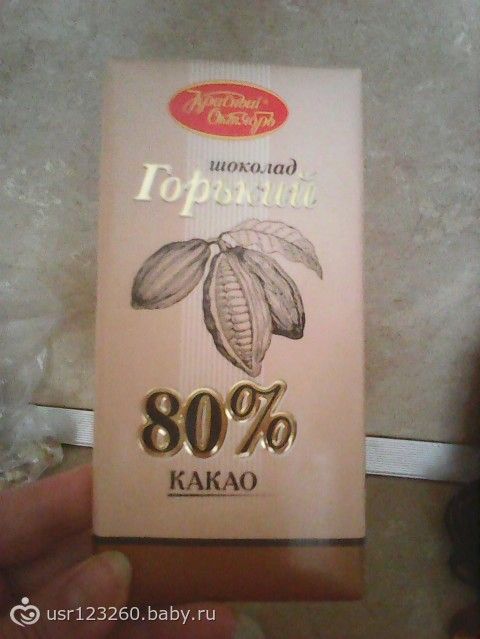 Красный
Октябрь
шоколад
Горький
80%
КАКАО
usr123260.baby.ru